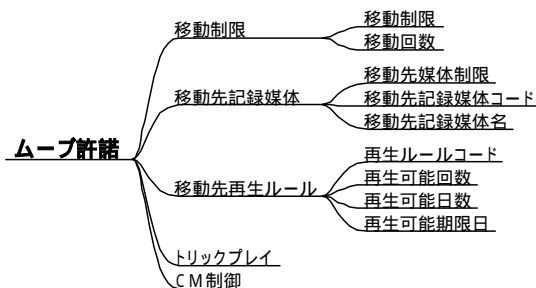 ムーブ許諾
移動制限
移動制限
移動回数
移動先記録媒体
移動先媒体制限
移動先記録媒体コード
移動先記録媒体名
移動先再生ルール
再生ルールコード
再生可能回数
再生可能日数
再生可能期限日
トリックプレイ
ＣＭ制御